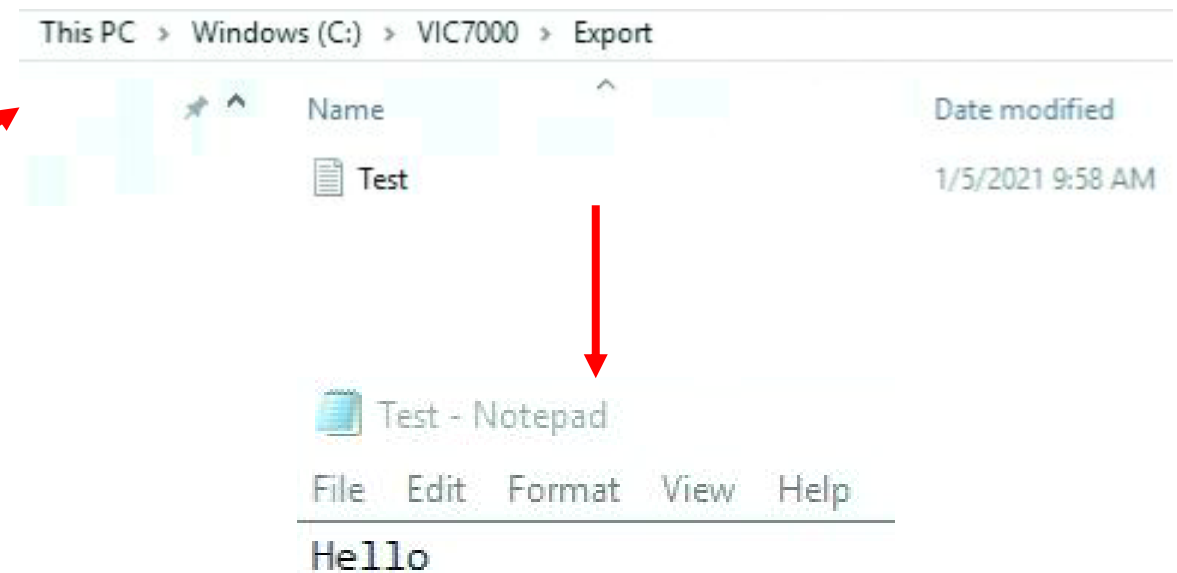 This PC > Windows (C:) > VIC7000 > Export
Name Date modified
Test 1/5/2021 9:58 AM
Test - Notepad
File Edit Format View Help
Hello